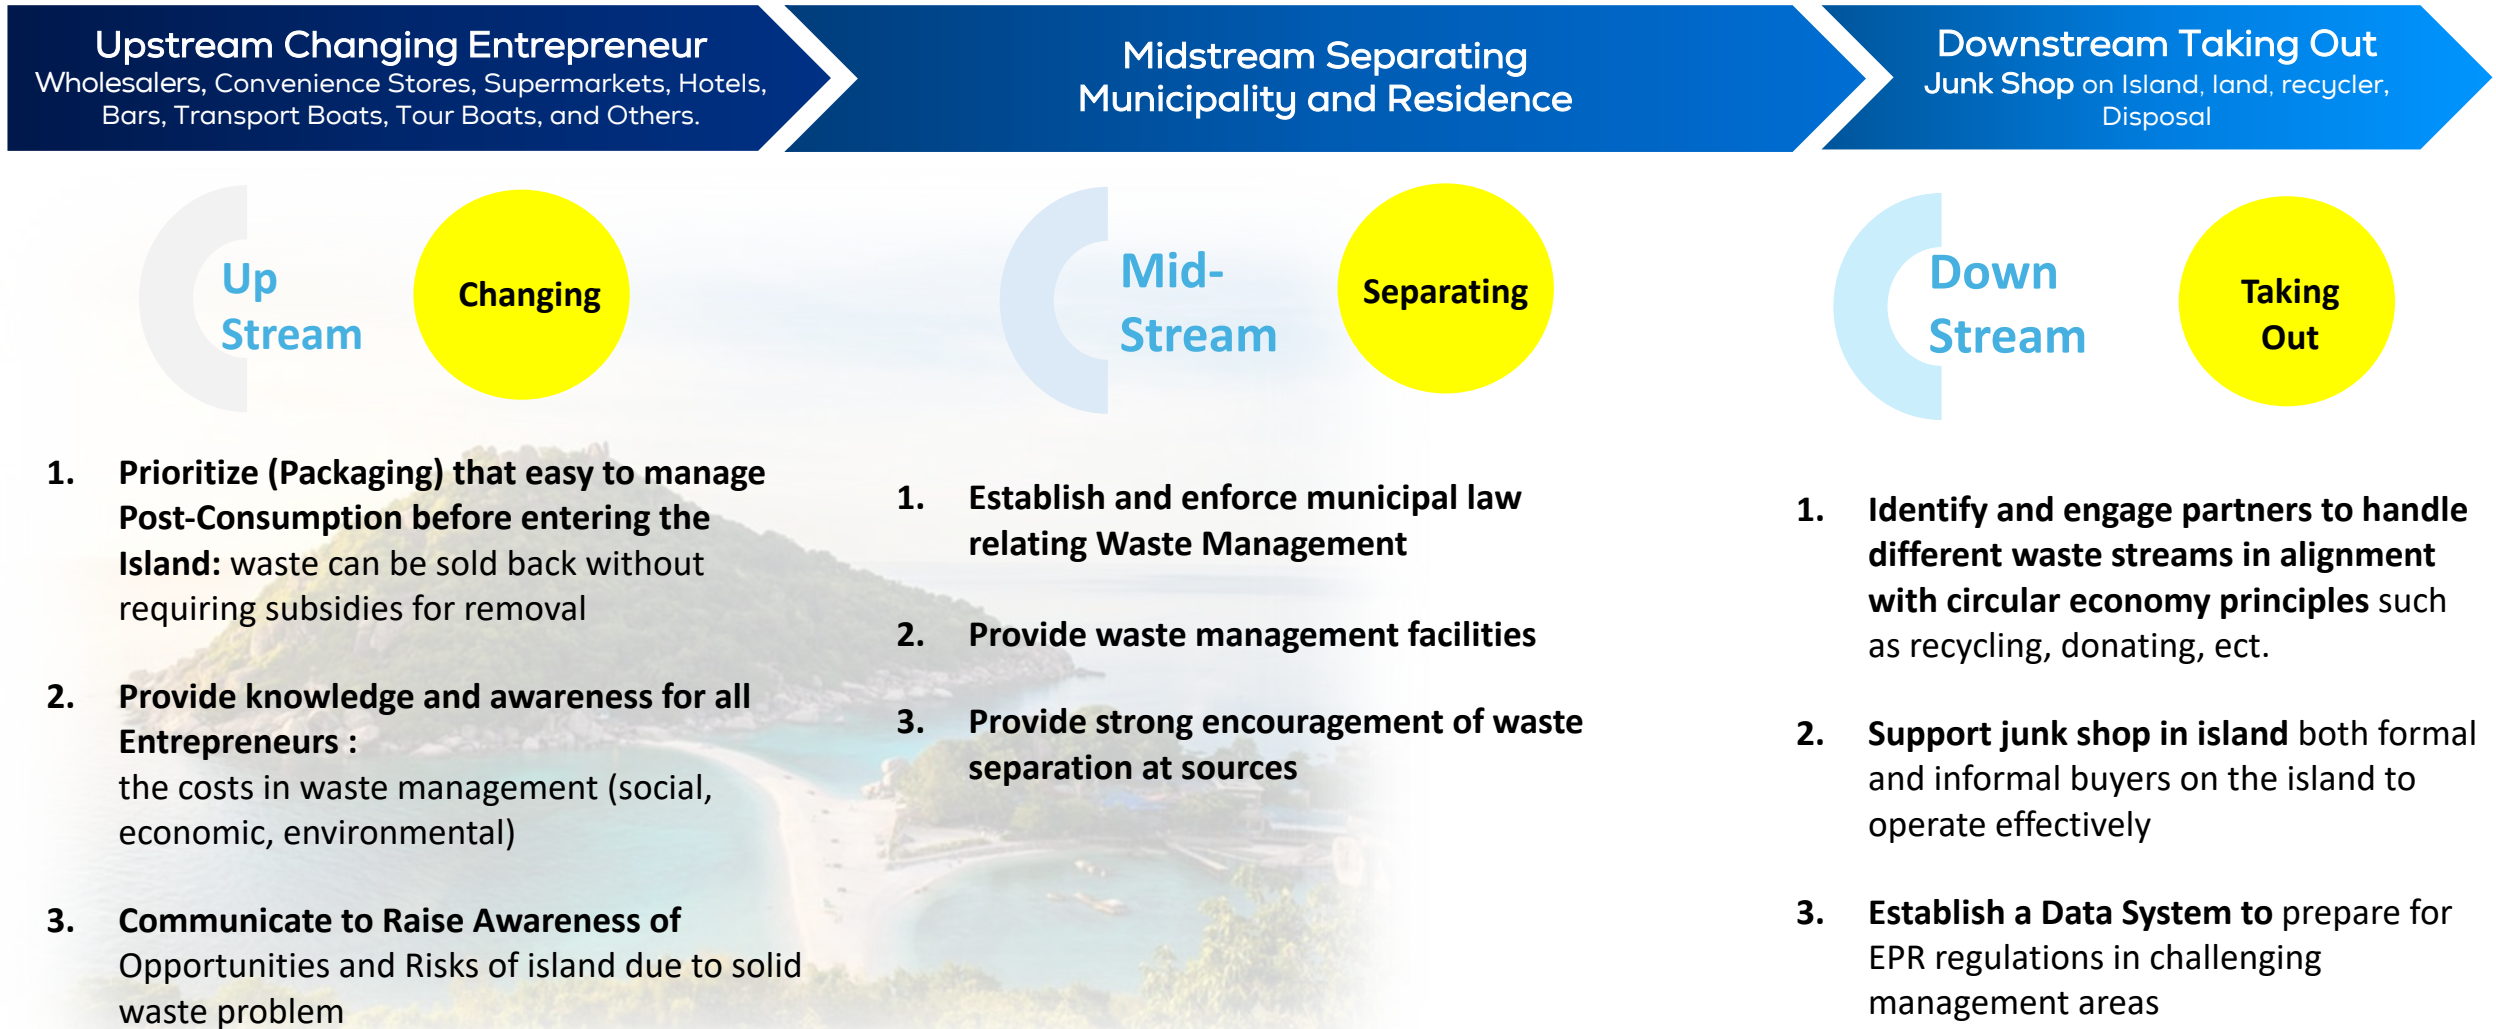 Upstream Changing Entrepreneur
Wholesalers, Convenience Stores, Supermarkets, Hotels,
Bars, Transport Boats, Tour Boats, and Others.
Midstream Separating
Municipality and Residence
Downstream Taking Out
Junk Shop on Island, land, recycler,
Disposal
Up
Stream
Changing
Mid-
Stream
Separating
Down
Stream
Taking
Out
1. Prioritize (Packaging) that easy to manage
Post-Consumption before entering the
Island: waste can be sold back without
requiring subsidies for removal
2. Provide knowledge and awareness for all
Entrepreneurs :
the costs in waste management (social,
economic, environmental)
3. Communicate to Raise Awareness of
Opportunities and Risks of island due to solid
waste problem
1. Establish and enforce municipal law
relating Waste Management
2. Provide waste management facilities
3. Provide strong encouragement of waste
separation at sources
1. Identify and engage partners to handle
different waste streams in alignment
with circular economy principles such
as recycling, donating, ect.
2. Support junk shop in island both formal
and informal buyers on the island to
operate effectively
3. Establish a Data System to prepare for
EPR regulations in challenging
management areas